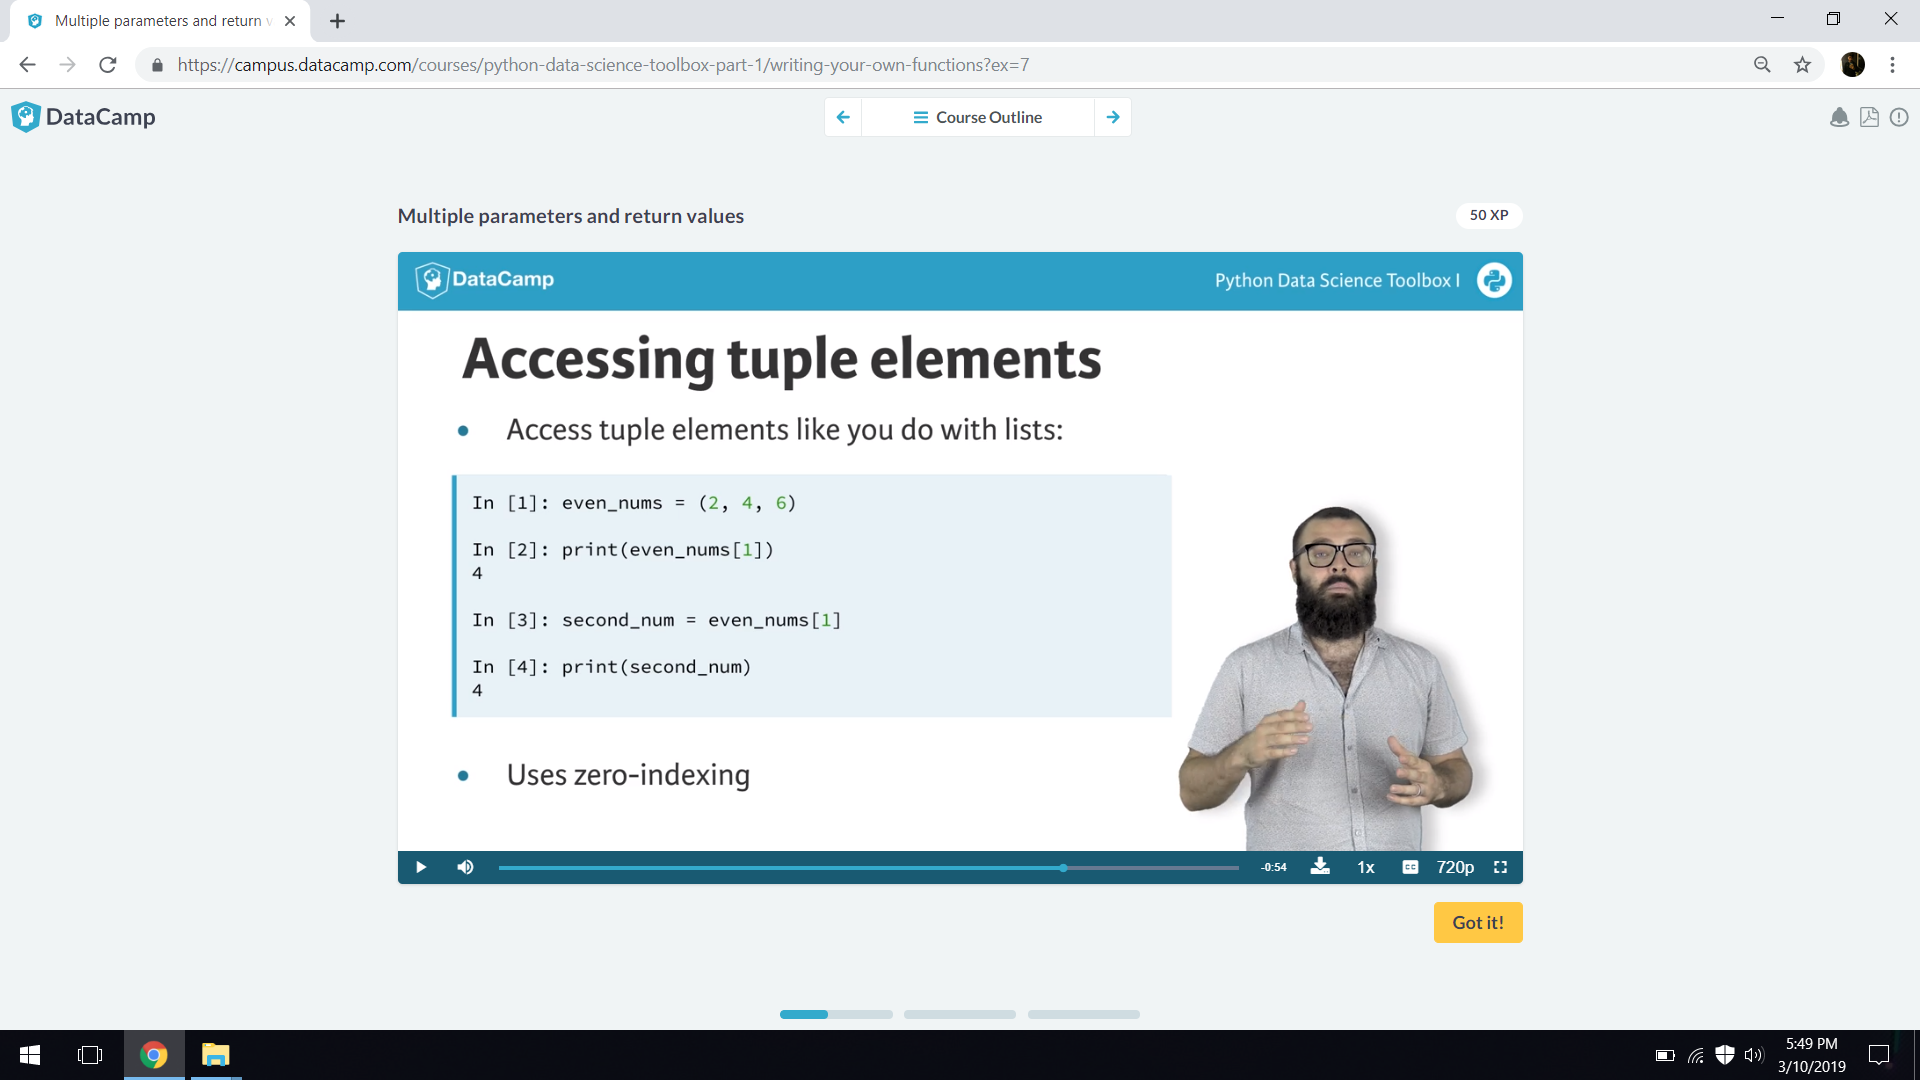 Multiple parameters and return v
https://campus.datacamp.com/courses/python-data-science-toolbox-part-1/writing-your-own-functions?ex=7
DataCamp
Course Outline
Multiple parameters and return values
50 XP
DataCamp
Python Data Science Toolbox I
Accessing tuple elements
• Access tuple elements like you do with lists:
In [1]: even_nums = (2, 4, 6)
In [2]: print(even_nums[1])
4
In [3]: second_num = even_nums[1]
In [4]: print(second_num)
4
• Uses zero-indexing
-0:54
1x
CC
720p
Got it!
5:49 PM
3/10/2019